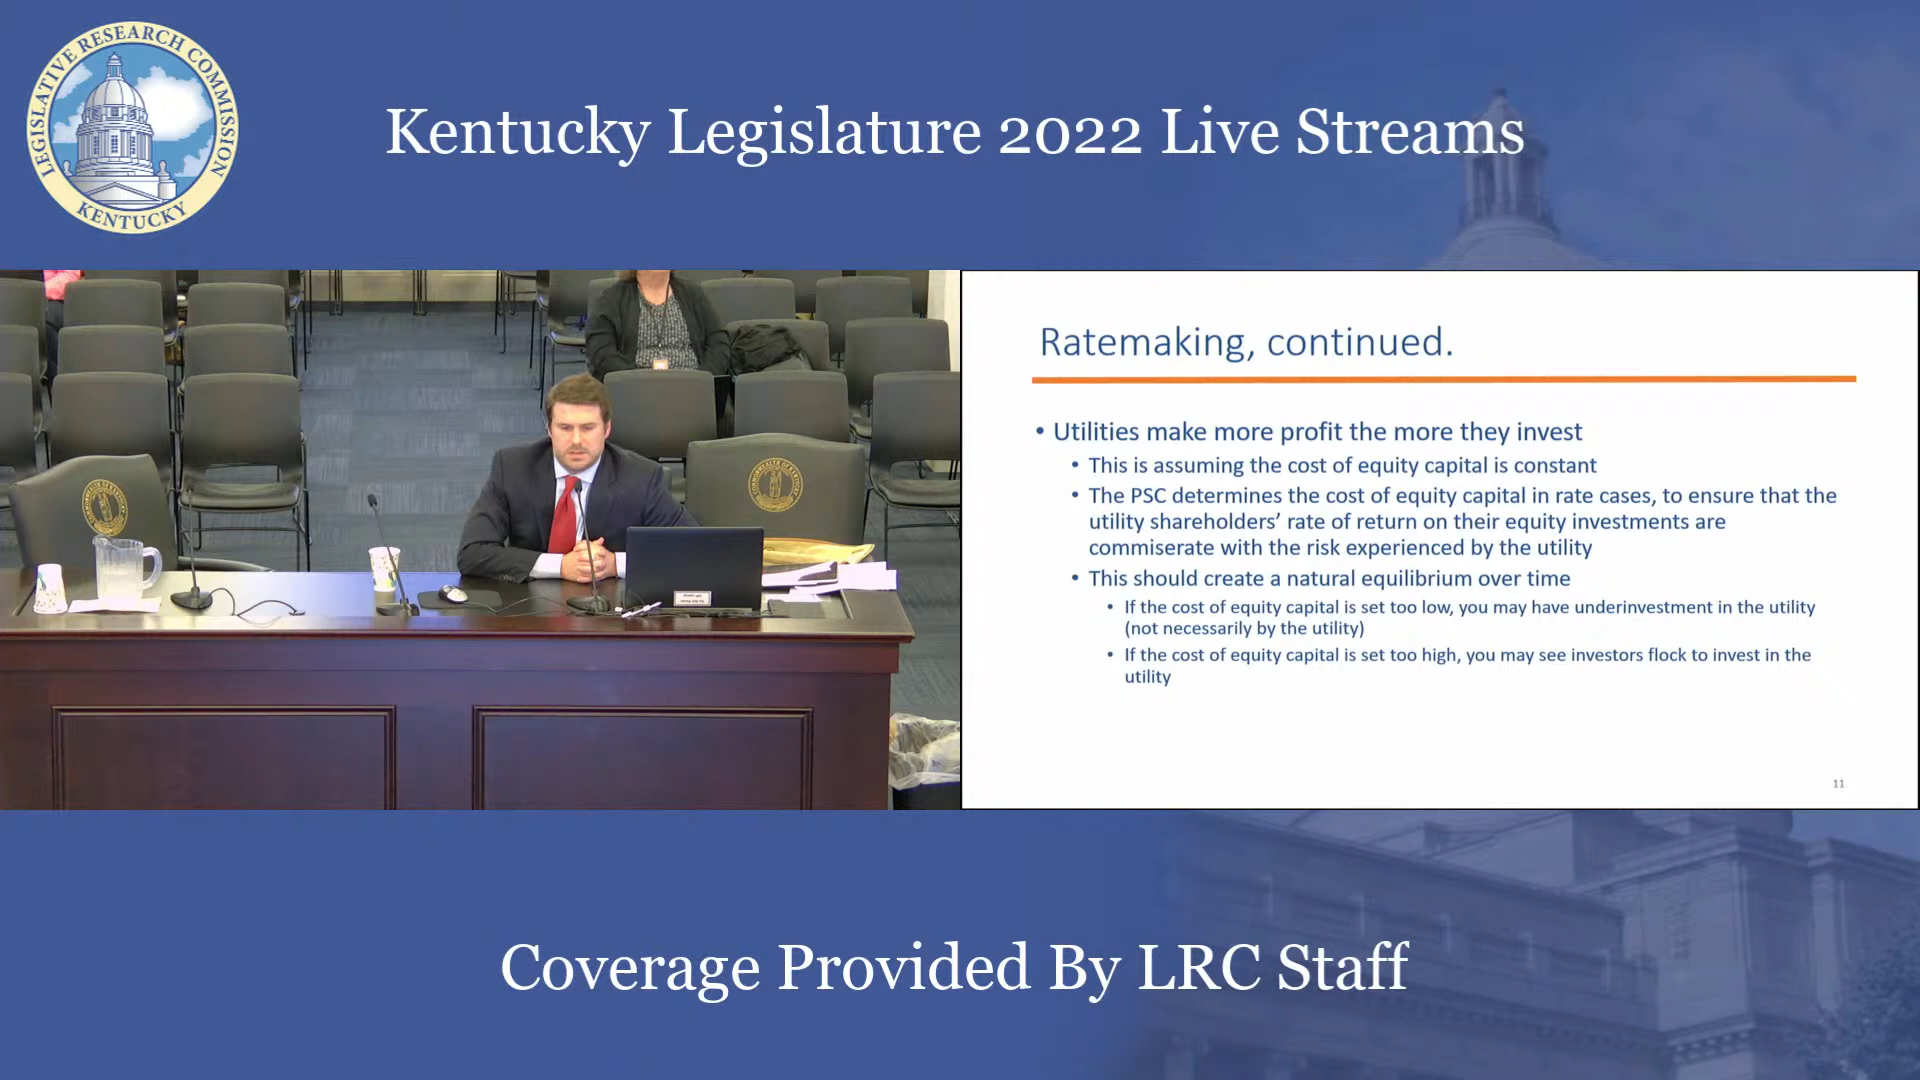 LEGISLATIVE RESEARCH COMMISSION
KENTUCKY
Kentucky Legislature 2022 Live Streams
Ratemaking, continued.
• Utilities make more profit the more they invest
• This is assuming the cost of equity capital is constant
• The PSC determines the cost of equity capital in rate cases, to ensure that the
utility shareholders’ rate of return on their equity investments are
commiserate with the risk experienced by the utility
• This should create a natural equilibrium over time
• If the cost of equity capital is set too low, you may have underinvestment in the utility
(not necessarily by the utility)
• If the cost of equity capital is set too high, you may see investors flock to invest in the
utility
11
Coverage Provided By LRC Staff